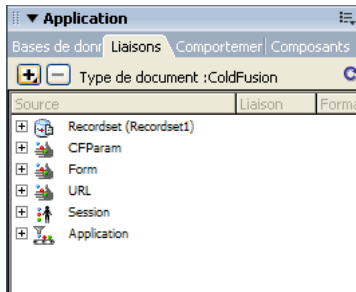 Application
Bases de donr Liaisons Comportemer Composants
Type de document :ColdFusion
Source Liaison Forma
Recordset (Recordset1)
CFParam
Form
URL
Session
Application